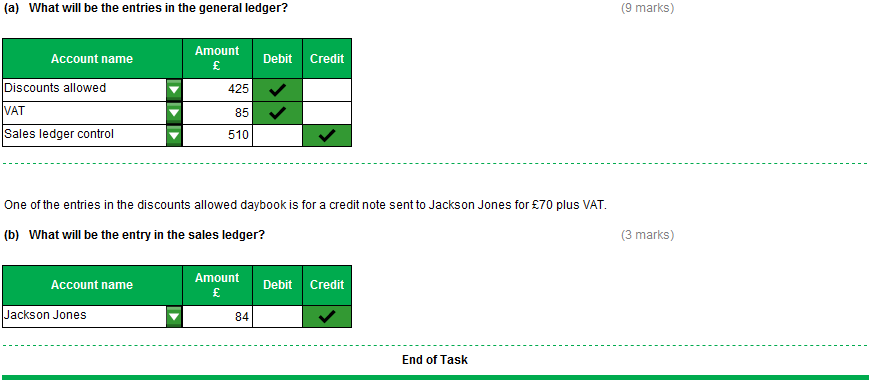 (a) What will be the entries in the general ledger? (9 marks)
Account name Amount £ Debit Credit
Discounts allowed 425
VAT 85
Sales ledger control 510
One of the entries in the discounts allowed daybook is for a credit note sent to Jackson Jones for £70 plus VAT.
(b) What will be the entry in the sales ledger? (3 marks)
Account name Amount £ Debit Credit
Jackson Jones 84
End of Task